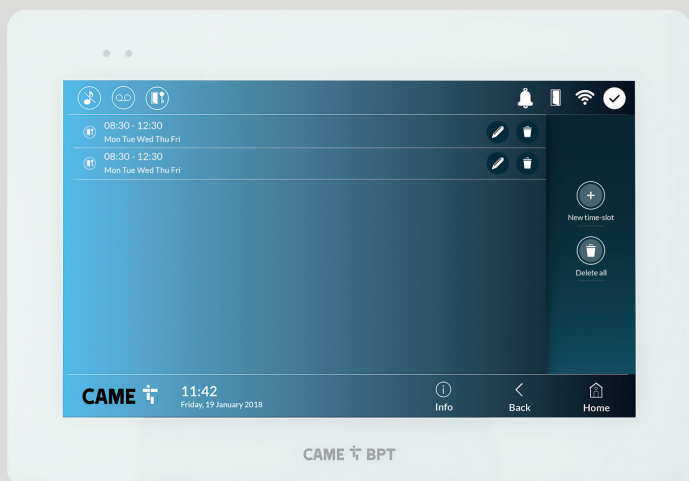 08:30 - 12:30
Mon Tue Wed Thu Fri
08:30 - 12:30
Mon Tue Wed Thu Fri
New time-slot
Delete all
CAME
11:42
Friday, 19 January 2018
Info
Back
Home
CAME BPT